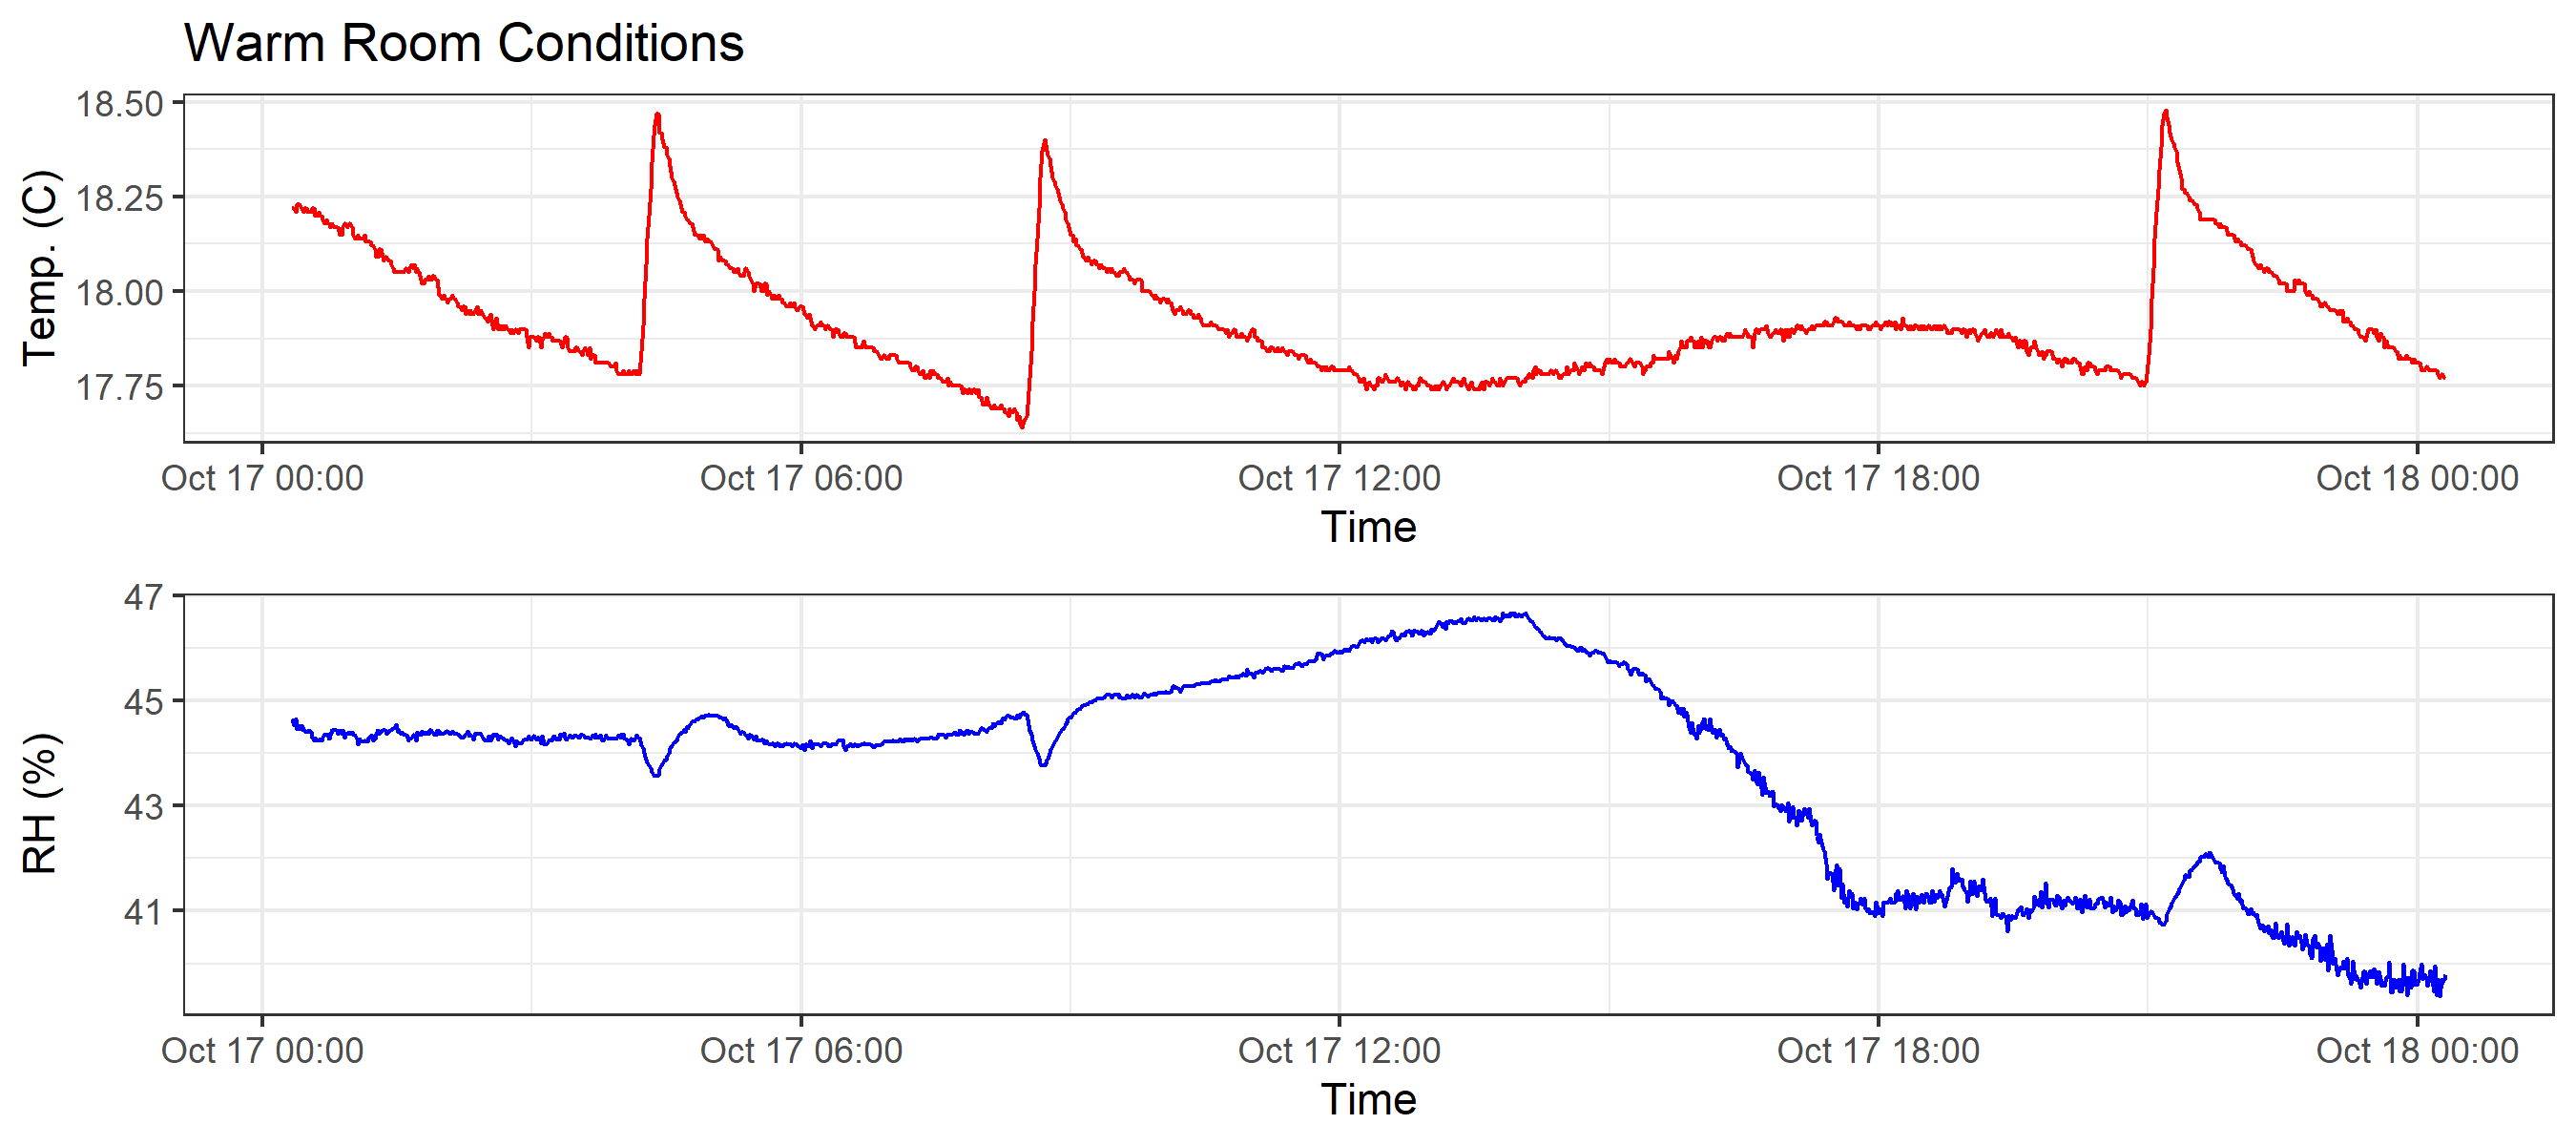 Warm Room Conditions
Temp. (C)
18.50
18.25
18.00
17.75
Oct 17 00:00 Oct 17 06:00 Oct 17 12:00 Oct 17 18:00 Oct 18 00:00
Time
RH (%)
47
45
43
41
Oct 17 00:00 Oct 17 06:00 Oct 17 12:00 Oct 17 18:00 Oct 18 00:00
Time